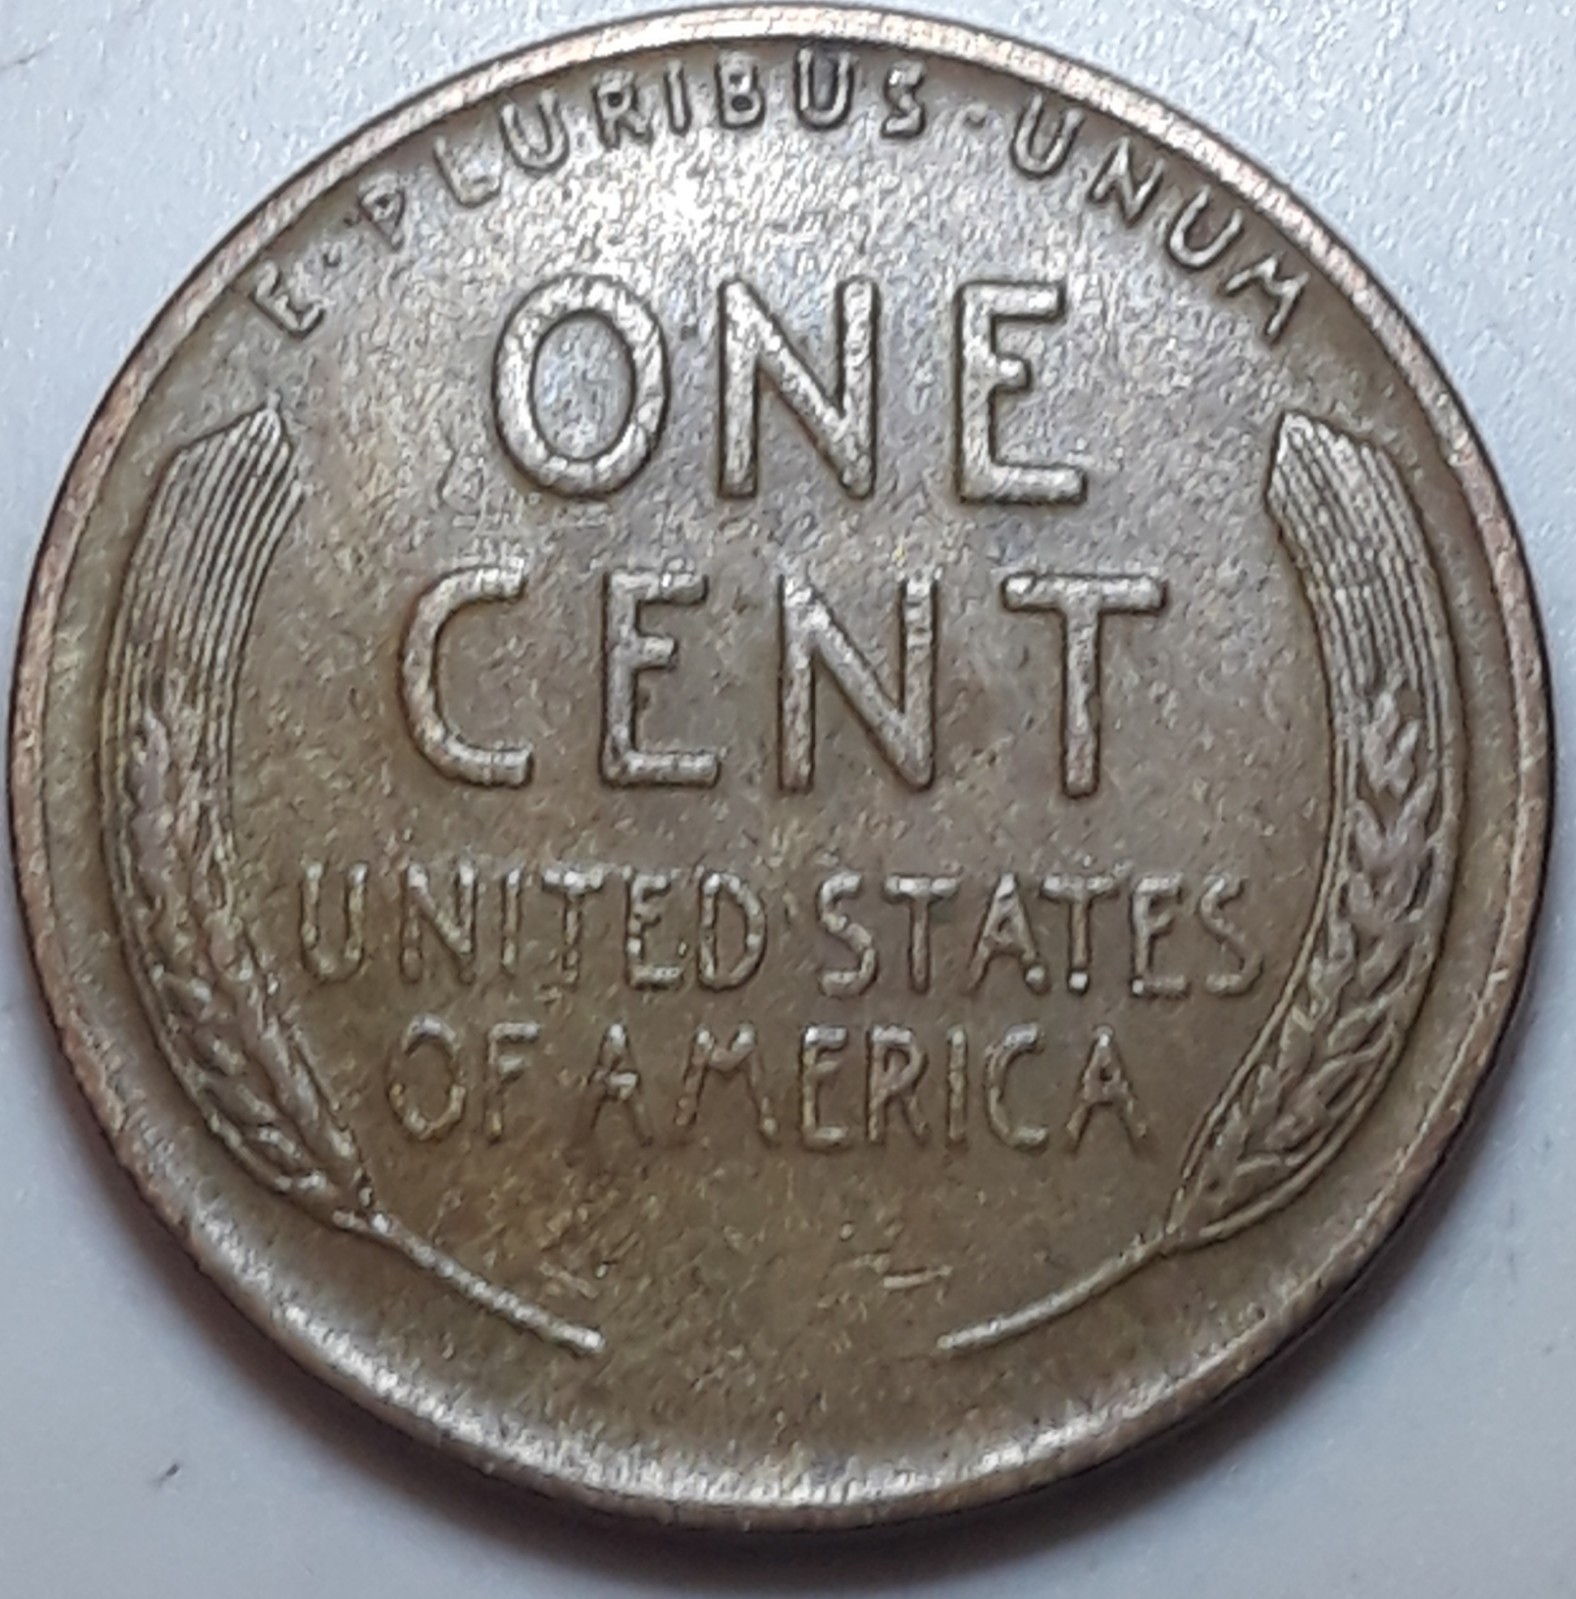 E·PLURIBUS·UNUM
ONE
CENT
UNITED STATES
OF AMERICA